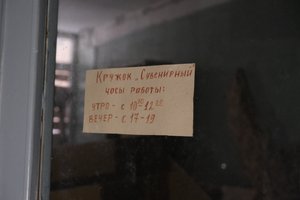 Кружок „Сувенирный
часы работы:
утро - с 10⁰⁰ 12⁰⁰
вечер - с 17-19